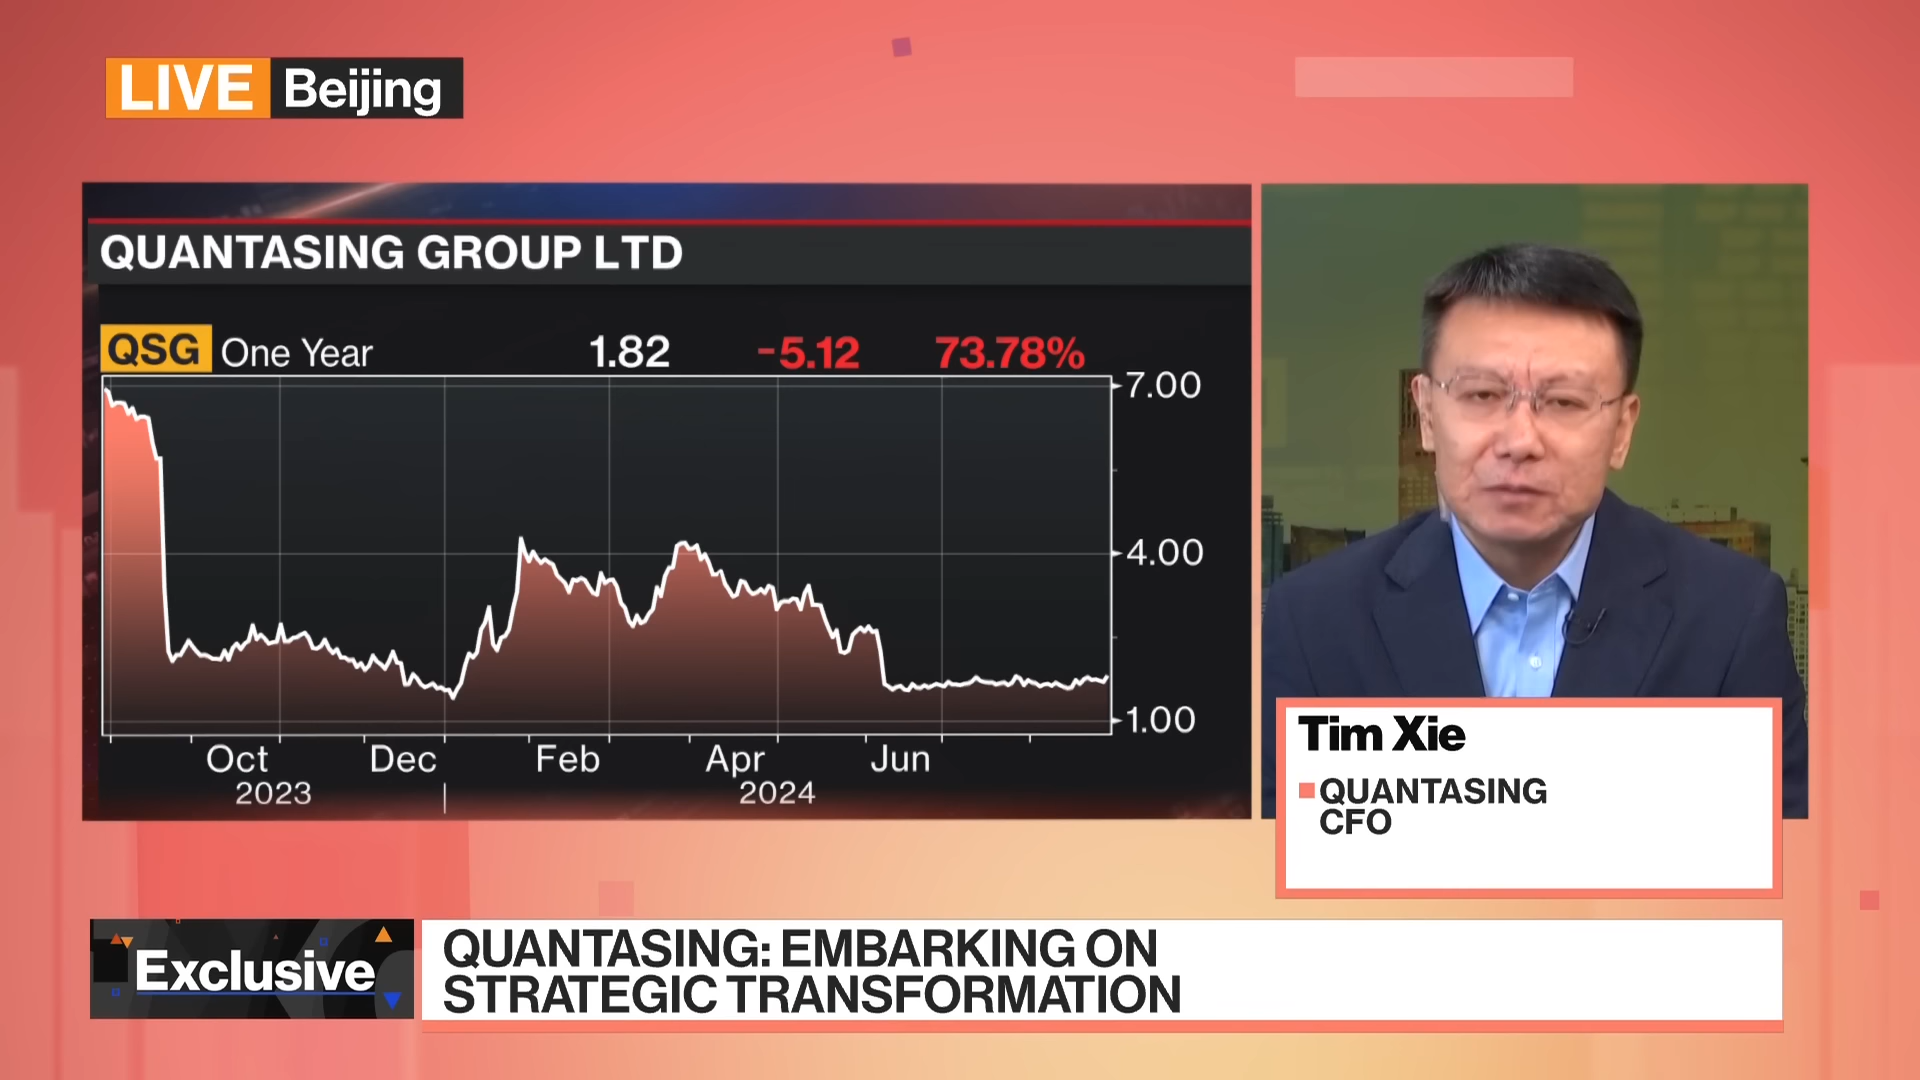 LIVE Beijing
QUANTASING GROUP LTD
QSG One Year 1.82 -5.12 73.78%
7.00
4.00
1.00
Oct Dec Feb Apr Jun
2023 2024
Tim Xie
QUANTASING
CFO
Exclusive
QUANTASING: EMBARKING ON
STRATEGIC TRANSFORMATION